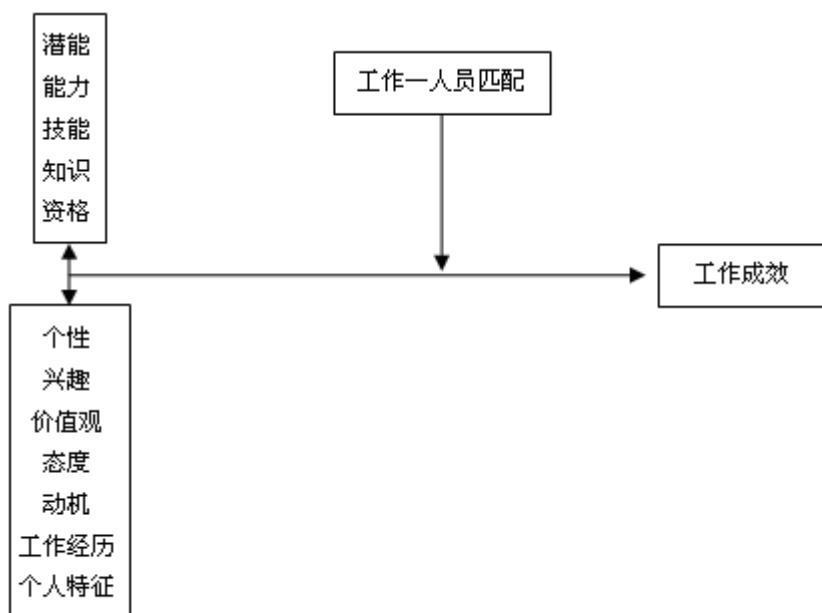 潜能
能力
技能
知识
资格
工作一人员匹配
工作成效
个性
兴趣
价值观
态度
动机
工作经历
个人特征